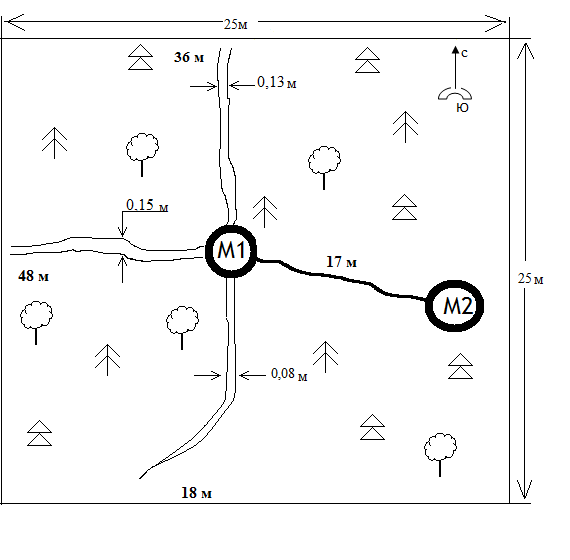 25м
36 м
0,13 м
с
ю
0,15 м
М1
17 м
48 м
25 м
М2
0,08 м
18 м